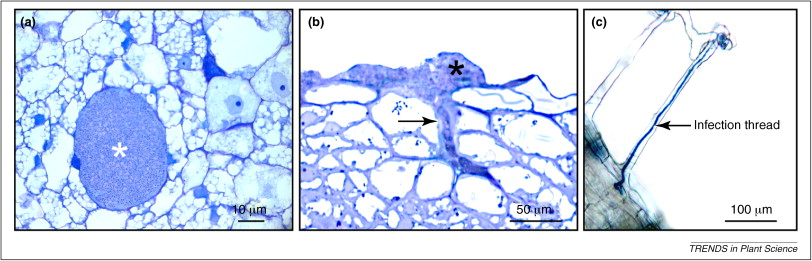 (a)
10 μm
(b)
*
50 μm
(c)
Infection thread
100 μm
TRENDS in Plant Science